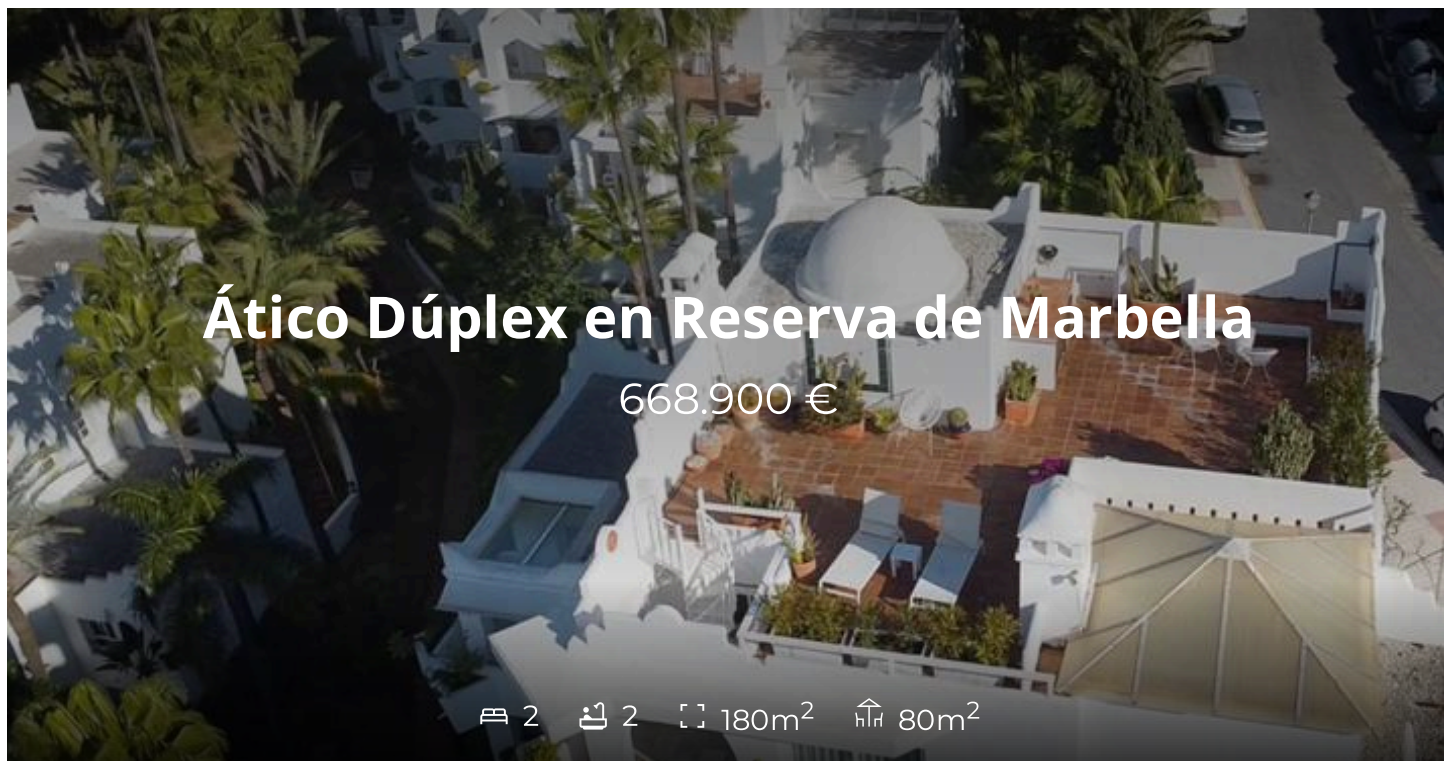 Ático Dúplex en Reserva de Marbella
668.900 €
2 2 180m² 80m²